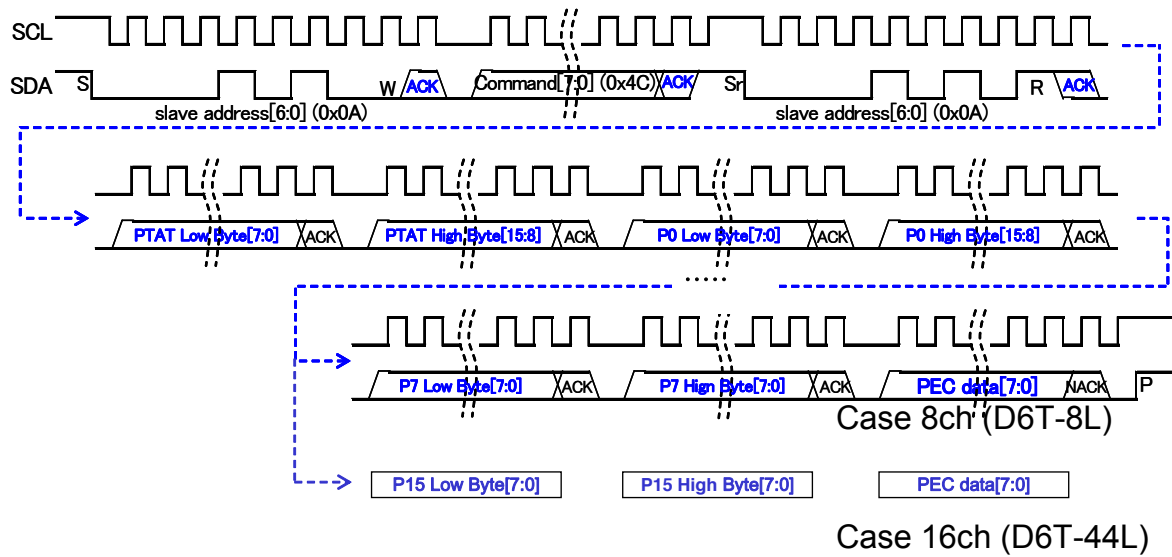 SCL
SDA S W ACK Command[7:0] (0x4C) ACK Sr R ACK
slave address[6:0] (0x0A) slave address[6:0] (0x0A)
PTAT Low Byte[7:0] ACK PTAT High Byte[15:8] ACK P0 Low Byte[7:0] ACK P0 High Byte[15:8] ACK
.....
P7 Low Byte[7:0] ACK P7 Hign Byte[7:0] ACK PEC data[7:0] NACK P
Case 8ch (D6T-8L)
P15 Low Byte[7:0] P15 High Byte[7:0] PEC data[7:0]
Case 16ch (D6T-44L)